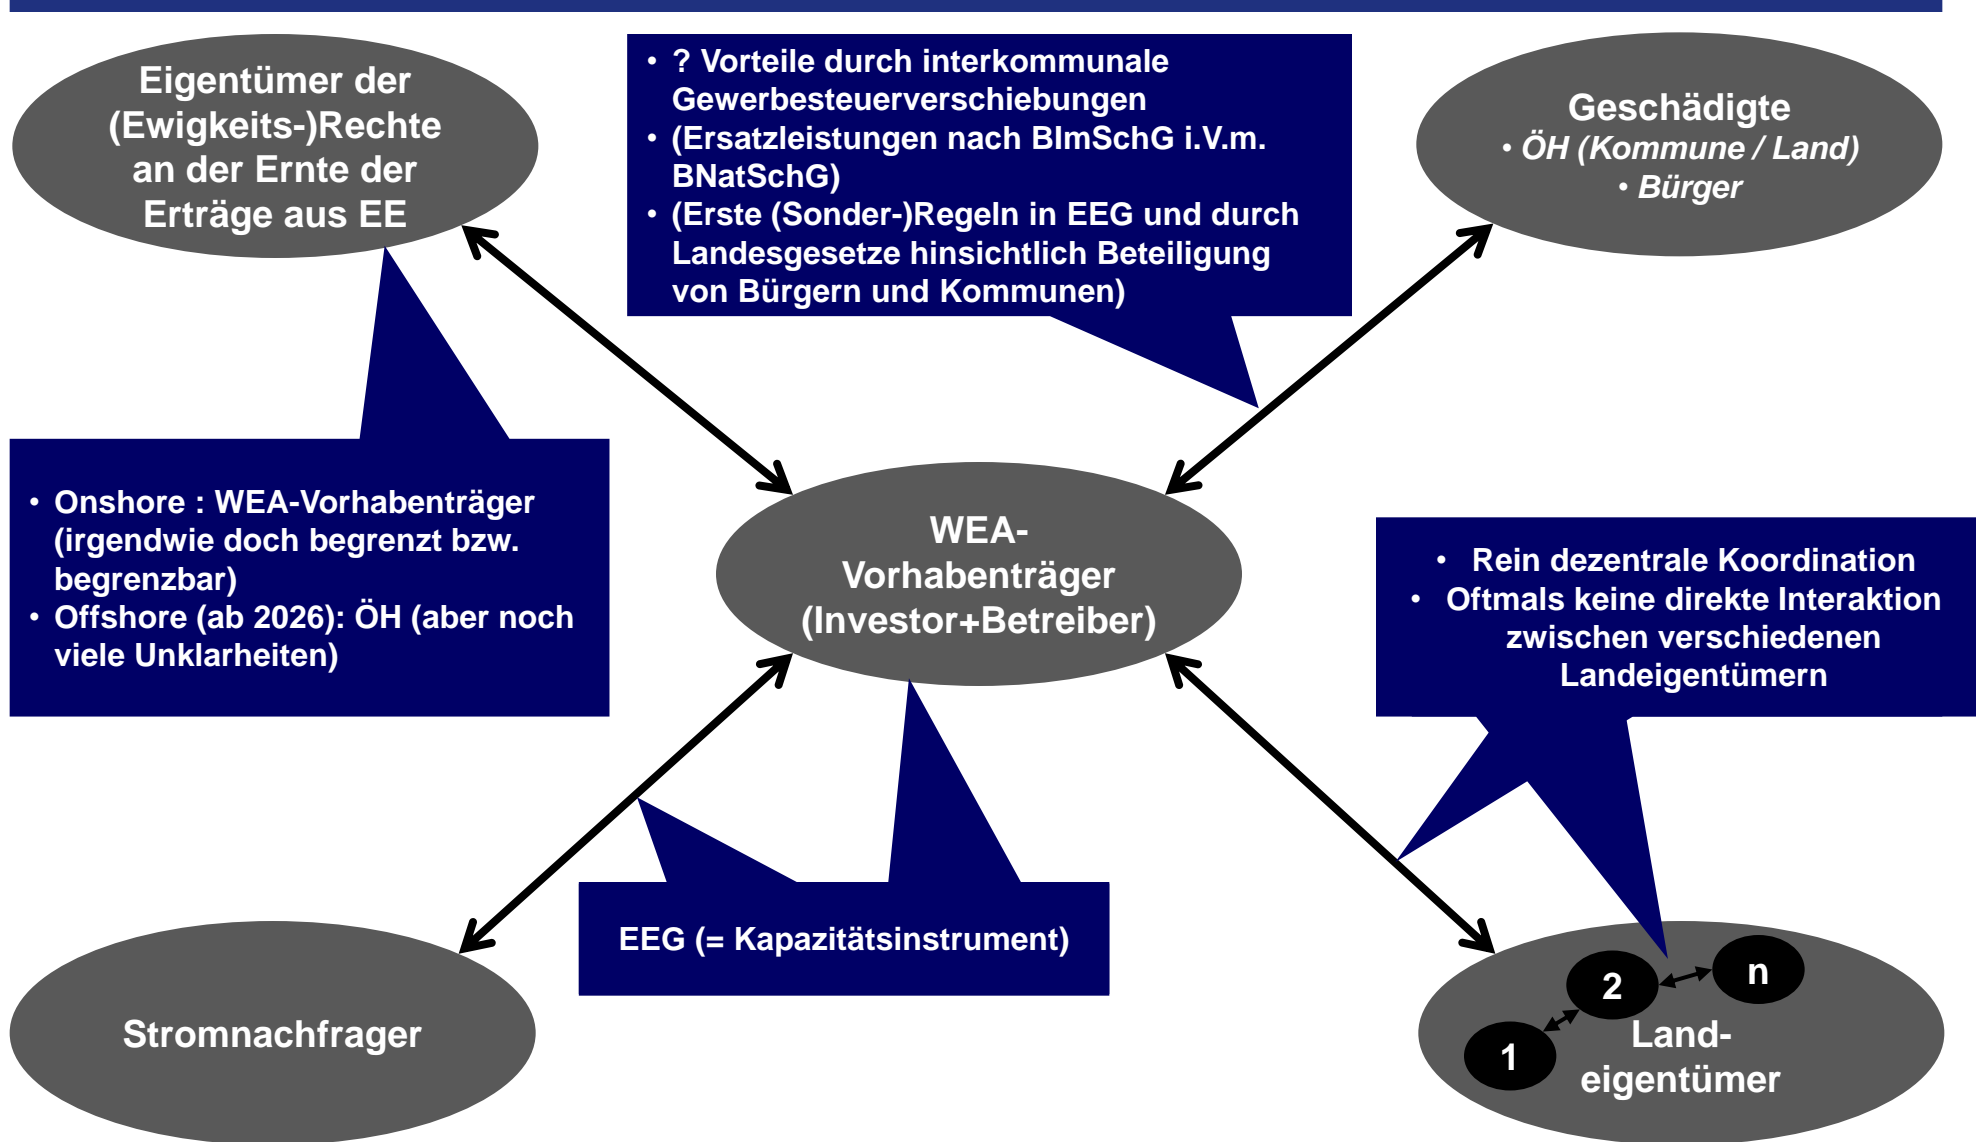 Eigentümer der
(Ewigkeits-)Rechte
an der Ernte der
Erträge aus EE
• ? Vorteile durch interkommunale
Gewerbesteuerverschiebungen
• (Ersatzleistungen nach BImSchG i.V.m.
BNatSchG)
• (Erste (Sonder-)Regeln in EEG und durch
Landesgesetze hinsichtlich Beteiligung
von Bürgern und Kommunen)
Geschädigte
• ÖH (Kommune / Land)
• Bürger
• Onshore : WEA-Vorhabenträger
(irgendwie doch begrenzt bzw.
begrenzbar)
• Offshore (ab 2026): ÖH (aber noch
viele Unklarheiten)
WEA-
Vorhabenträger
(Investor+Betreiber)
• Rein dezentrale Koordination
• Oftmals keine direkte Interaktion
zwischen verschiedenen
Landeigentümern
EEG (= Kapazitätsinstrument)
Stromnachfrager
1
2
n
Land-
eigentümer